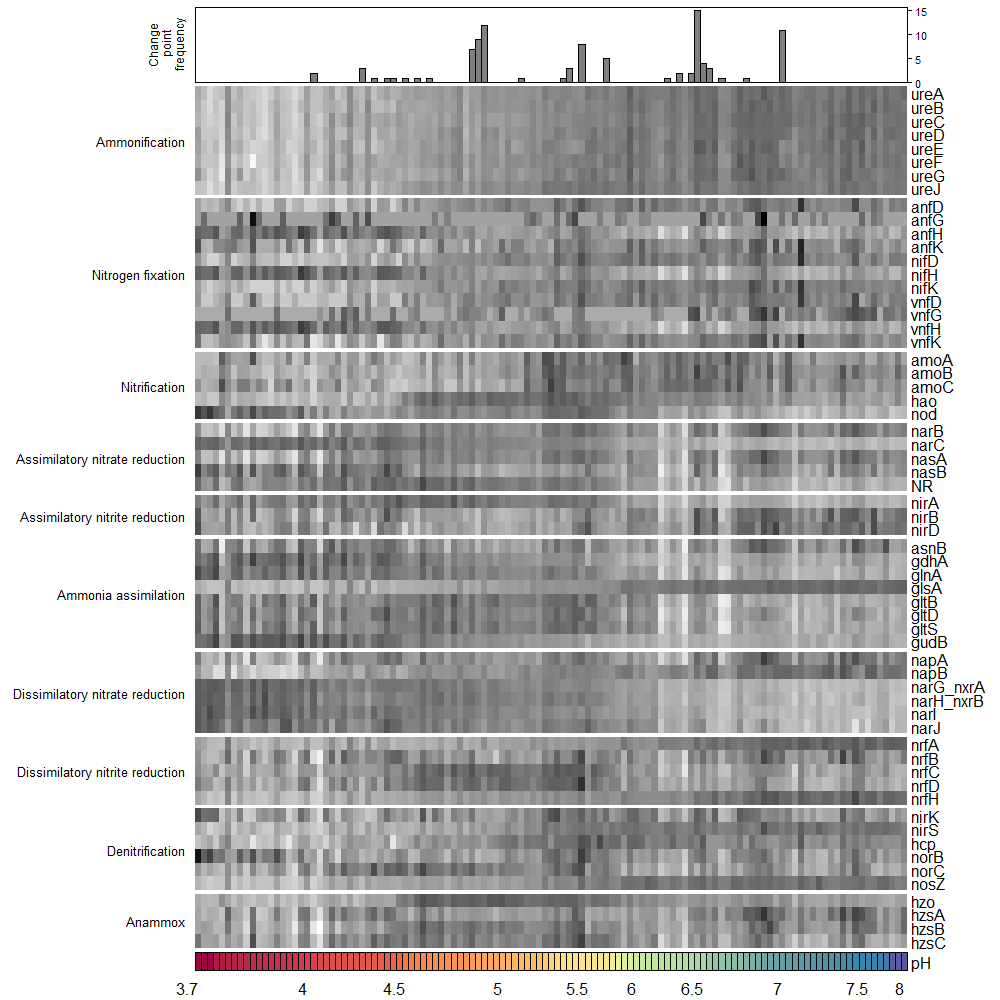 Change
point
frequency
15
10
5
0
Ammonification
ureA
ureB
ureC
ureD
ureE
ureF
ureG
ureJ
Nitrogen fixation
anfD
anfG
anfH
anfK
nifD
nifH
nifK
vnfD
vnfG
vnfH
vnfK
Nitrification
amoA
amoB
amoC
hao
nod
Assimilatory nitrate reduction
narB
narC
nasA
nasB
NR
Assimilatory nitrite reduction
nirA
nirB
nirD
Ammonia assimilation
asnB
gdhA
glnA
glsA
gltB
gltD
gltS
gudB
Dissimilatory nitrate reduction
napA
napB
narG_nxrA
narH_nxrB
narI
narJ
Dissimilatory nitrite reduction
nrfA
nrfB
nrfC
nrfD
nrfH
Denitrification
nirK
nirS
hcp
norB
norC
nosZ
Anammox
hzo
hzsA
hzsB
hzsC
pH
3.7 4 4.5 5 5.5 6 6.5 7 7.5 8